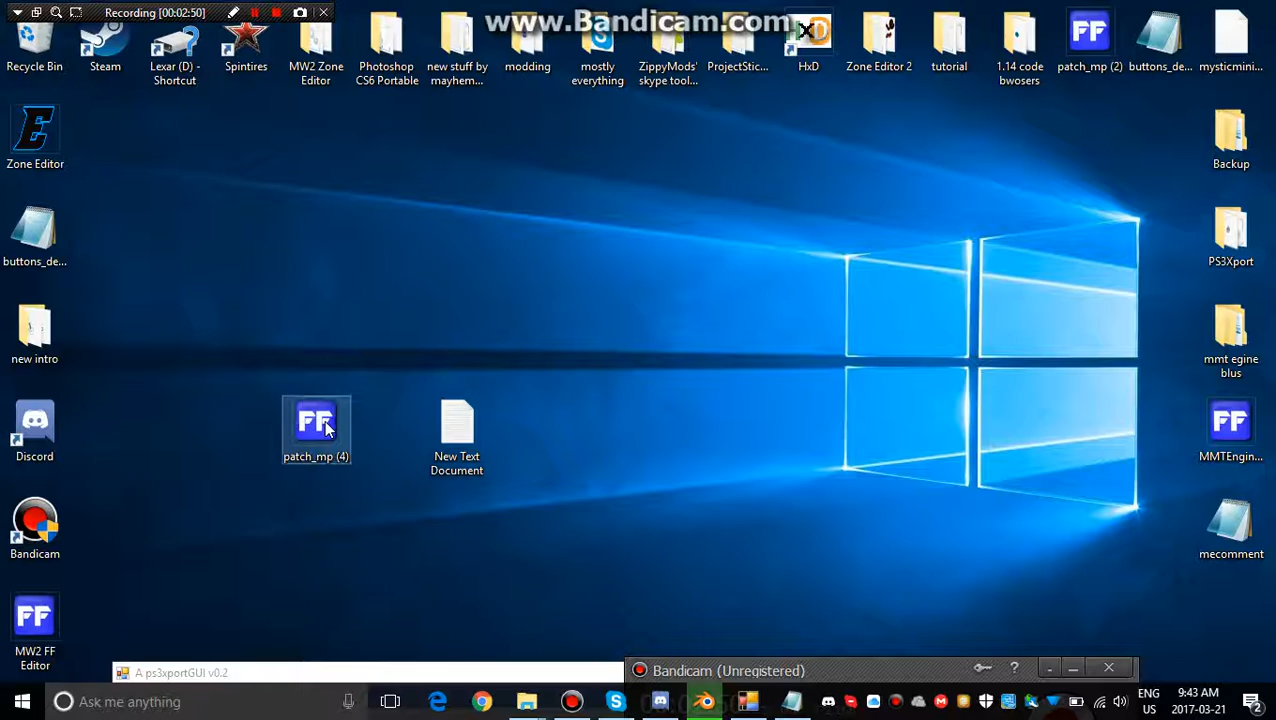 Recording [00:02:50]
www.Bandicam.com
Recycle Bin
Steam
Lexar (D) -
Shortcut
Spintires
MW2 Zone
Editor
Photoshop
CS6 Portable
new stuff by
mayhem...
modding
mostly
everything
ZippyMods'
skype tool...
ProjectStic...
HxD
Zone Editor 2
tutorial
1.14 code
bwosers
patch_mp (2)
buttons_de...
mysticmini...
Zone Editor
Backup
buttons_de...
PS3Xport
new intro
mmt egine
blus
FF
patch_mp (4)
New Text
Document
Discord
FF
MMTEngin...
Bandicam
mecomment
FF
MW2 FF
Editor
A ps3xportGUI v0.2
Bandicam (Unregistered)
Ask me anything
ENG
US
9:43 AM
2017-03-21